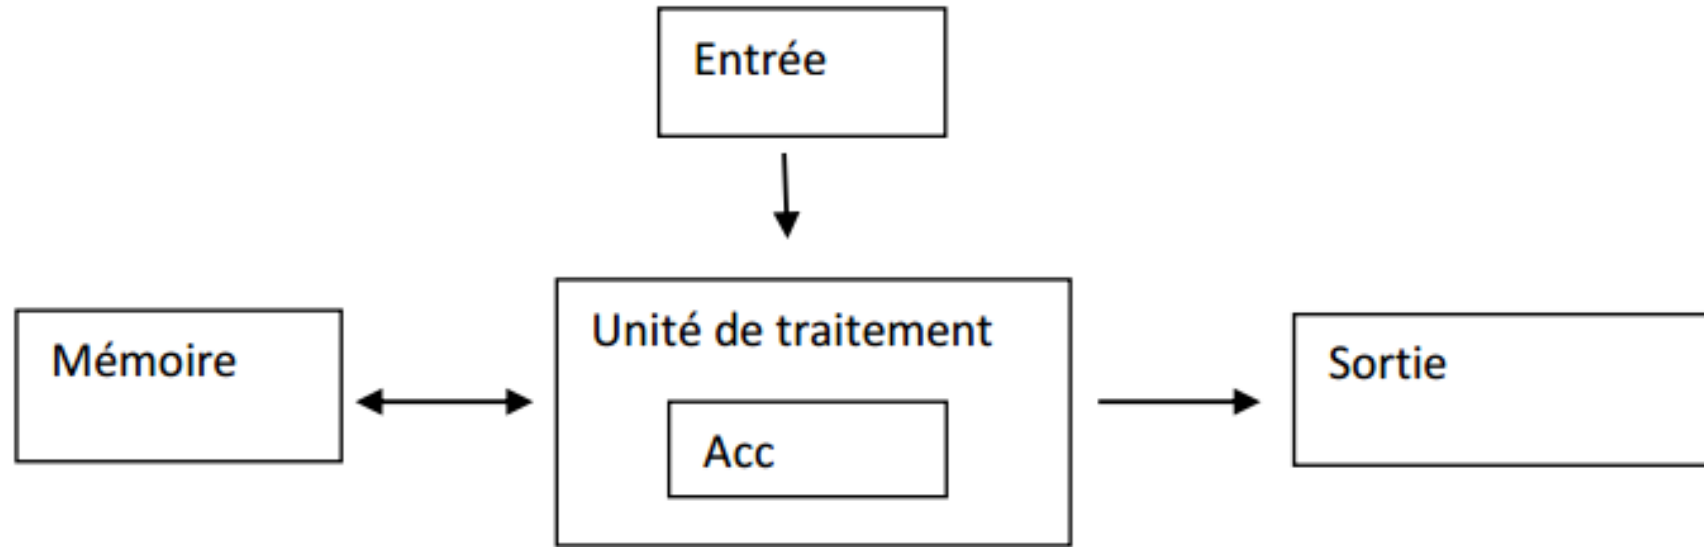 Entrée
Unité de traitement
Mémoire
Sortie
Acc